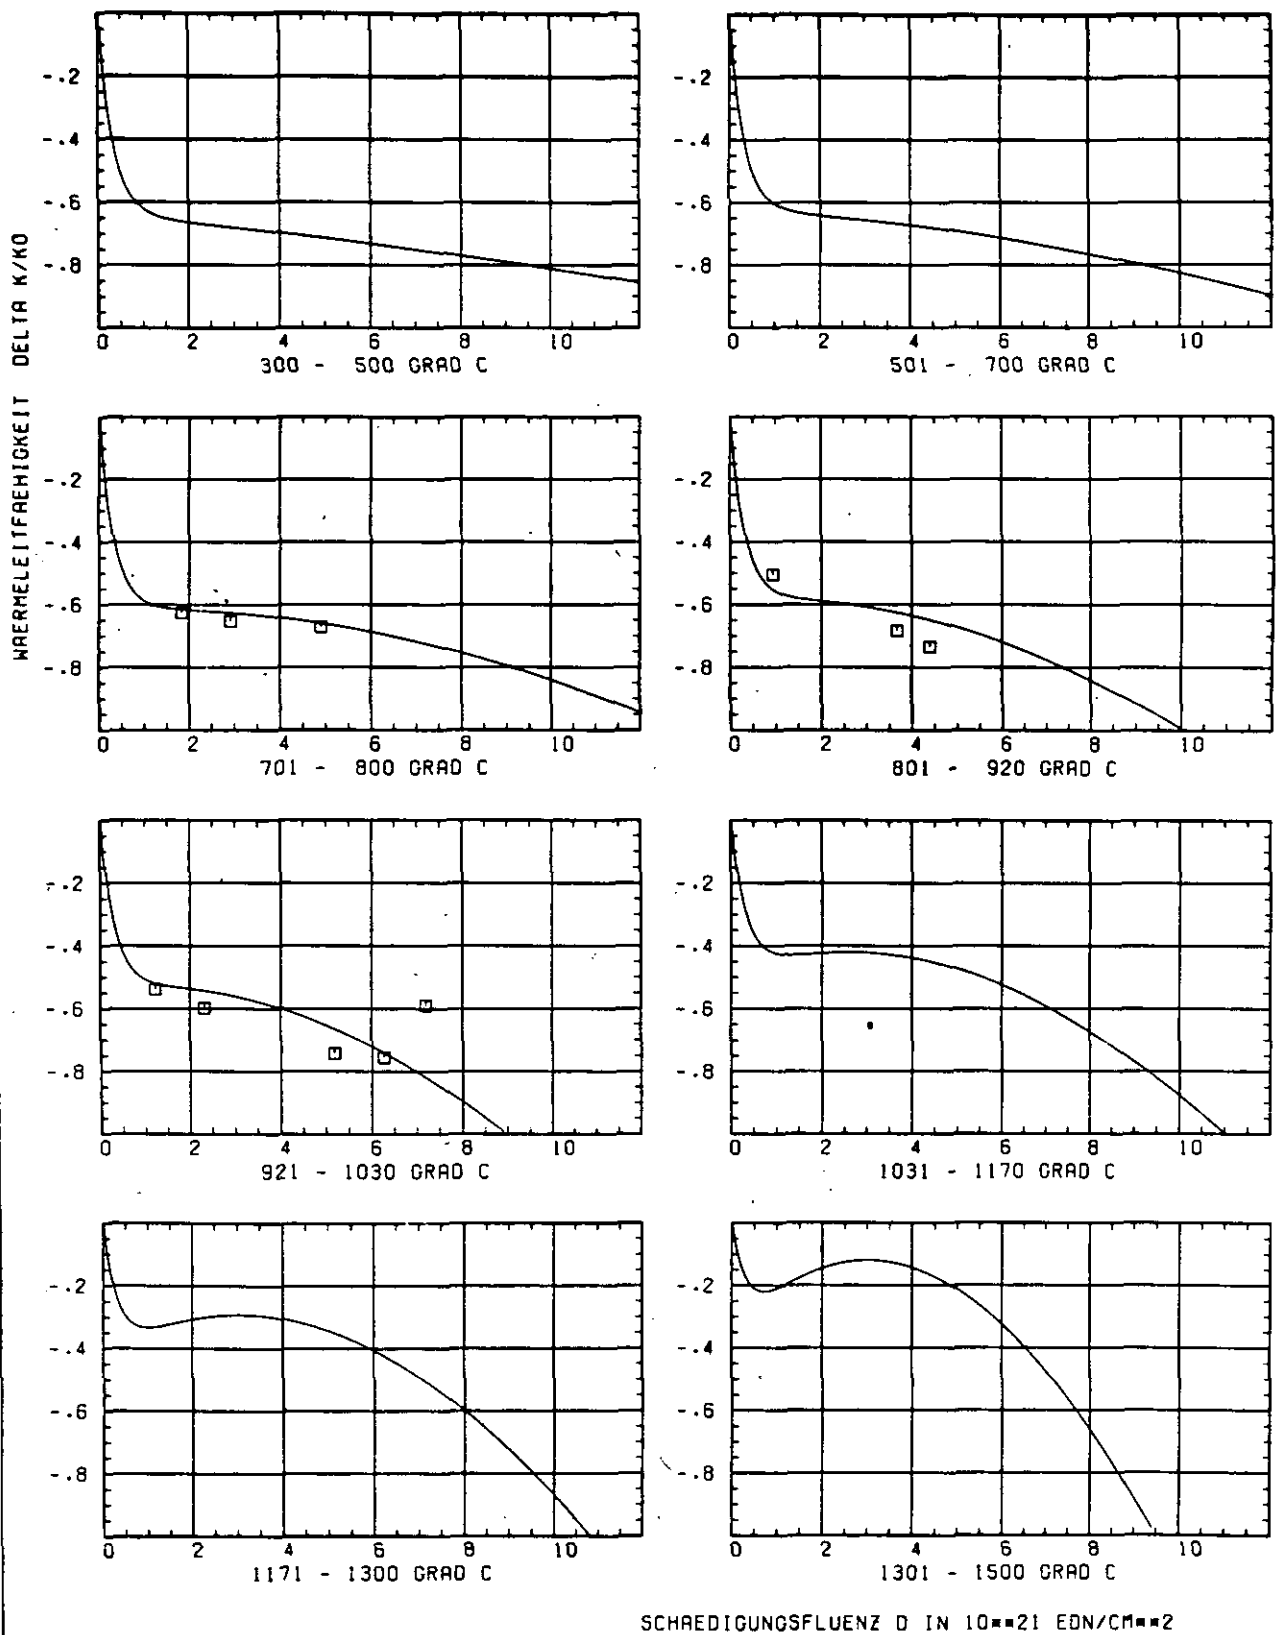 WAERMELEITFAEHIGKEIT DELTA K/KO
-.2
-.4
-.6
-.8
0 2 4 6 8 10
300 - 500 GRAD C
-.2
-.4
-.6
-.8
0 2 4 6 8 10
501 - 700 GRAD C
-.2
-.4
-.6
-.8
0 2 4 6 8 10
701 - 800 GRAD C
-.2
-.4
-.6
-.8
0 2 4 6 8 10
801 - 920 GRAD C
-.2
-.4
-.6
-.8
0 2 4 6 8 10
921 - 1030 GRAD C
-.2
-.4
-.6
-.8
0 2 4 6 8 10
1031 - 1170 GRAD C
-.2
-.4
-.6
-.8
0 2 4 6 8 10
1171 - 1300 GRAD C
-.2
-.4
-.6
-.8
0 2 4 6 8 10
1301 - 1500 GRAD C
SCHAEDIGUNGSFLUENZ D IN 10**21 EDN/CM**2